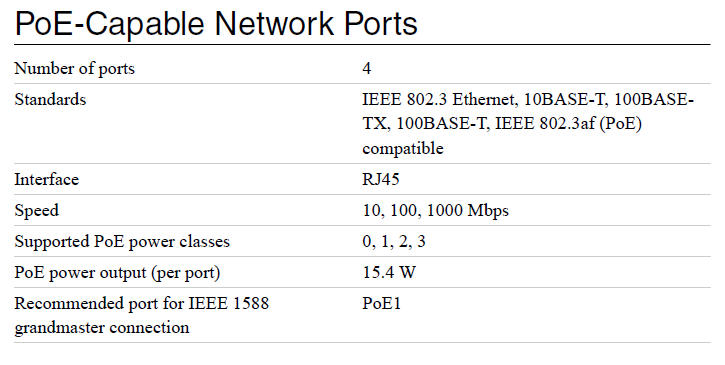 PoE-Capable Network Ports
Number of ports 4
Standards IEEE 802.3 Ethernet, 10BASE-T, 100BASE-
TX, 100BASE-T, IEEE 802.3af (PoE)
compatible
Interface RJ45
Speed 10, 100, 1000 Mbps
Supported PoE power classes 0, 1, 2, 3
PoE power output (per port) 15.4 W
Recommended port for IEEE 1588 PoE1
grandmaster connection